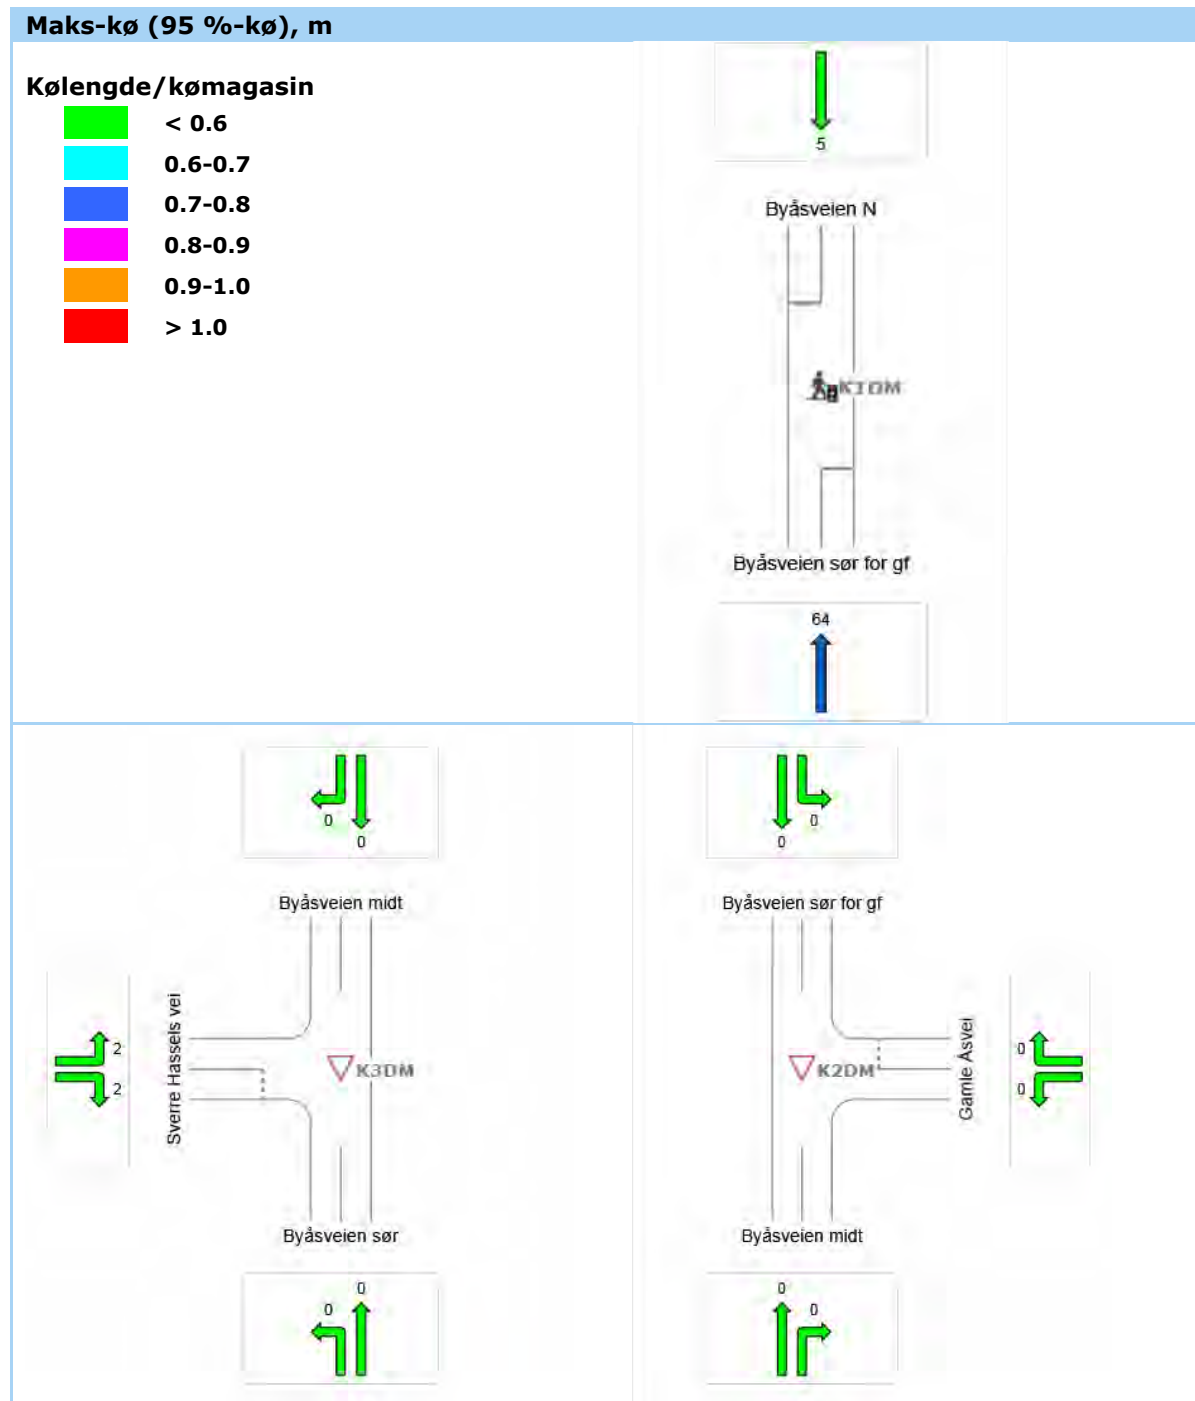 Maks-kø (95 %-kø), m
Kølengde/kømagasin
< 0.6
0.6-0.7
0.7-0.8
0.8-0.9
0.9-1.0
> 1.0
5
Byåsveien N
K1DM
Byåsveien sør for gf
64
0
0
Byåsveien midt
Sverre Hassels vei
2
2
K3DM
Byåsveien sør
0
0
0
0
Byåsveien sør for gf
Gamle Åsvei
0
0
K2DM
Byåsveien midt
0
0